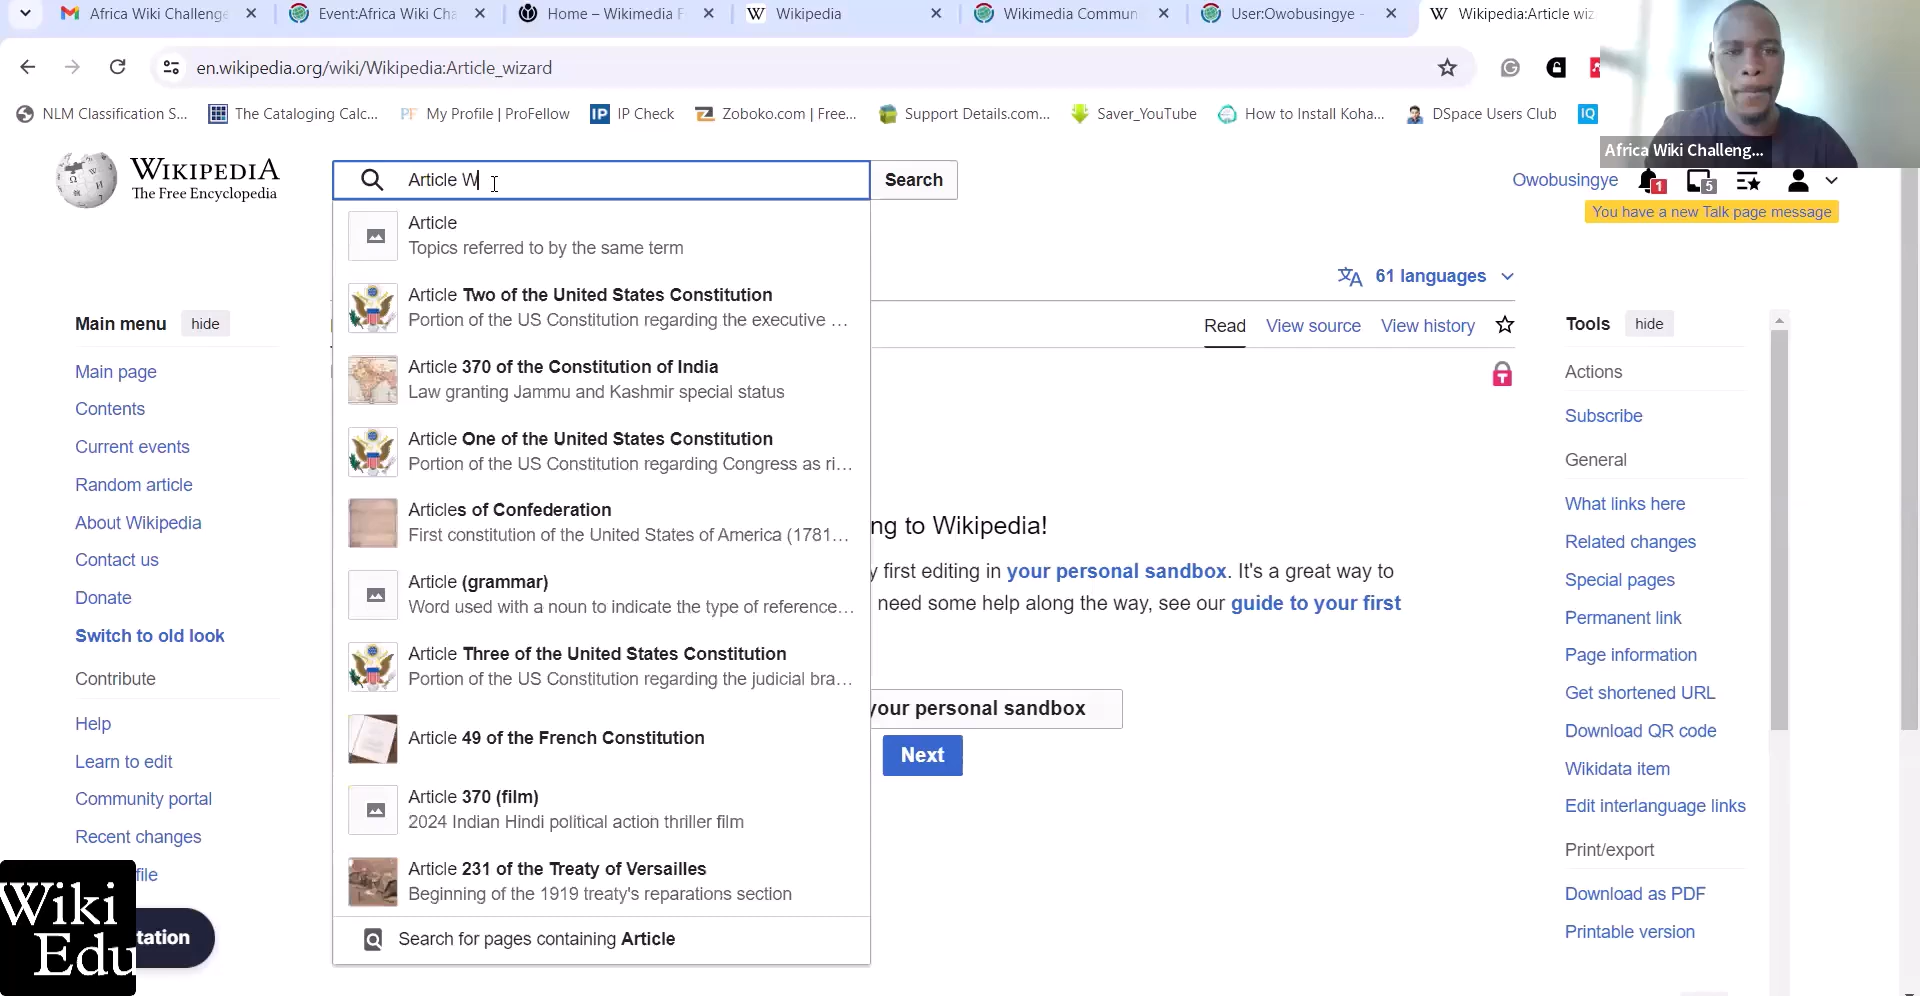 Africa Wiki Challenge
Event:Africa Wiki Cha
Home – Wikimedia F
Wikipedia
Wikimedia Commun
User:Owobusingye -
Wikipedia:Article wiz
en.wikipedia.org/wiki/Wikipedia:Article_wizard
NLM Classification S...
The Cataloging Calc...
PF My Profile | ProFellow
IP IP Check
Zoboko.com | Free...
Support Details.com...
Saver_YouTube
How to Install Koha...
DSpace Users Club
IQ
Africa Wiki Challeng...
WIKIPEDIA
The Free Encyclopedia
Article W
Search
Owobusingye
1
5
You have a new Talk page message
61 languages
Read
View source
View history
Main menu
hide
Main page
Contents
Current events
Random article
About Wikipedia
Contact us
Donate
Switch to old look
Contribute
Help
Learn to edit
Community portal
Recent changes
file
Article
Topics referred to by the same term
Article Two of the United States Constitution
Portion of the US Constitution regarding the executive ...
Article 370 of the Constitution of India
Law granting Jammu and Kashmir special status
Article One of the United States Constitution
Portion of the US Constitution regarding Congress as ri...
Articles of Confederation
First constitution of the United States of America (1781...
Article (grammar)
Word used with a noun to indicate the type of reference...
Article Three of the United States Constitution
Portion of the US Constitution regarding the judicial bra...
Article 49 of the French Constitution
Article 370 (film)
2024 Indian Hindi political action thriller film
Article 231 of the Treaty of Versailles
Beginning of the 1919 treaty's reparations section
Search for pages containing Article
ng to Wikipedia!
y first editing in your personal sandbox. It's a great way to
need some help along the way, see our guide to your first
your personal sandbox
Next
Tools
hide
Actions
Subscribe
General
What links here
Related changes
Special pages
Permanent link
Page information
Get shortened URL
Download QR code
Wikidata item
Edit interlanguage links
Print/export
Download as PDF
Printable version
Wiki
Edu
tation